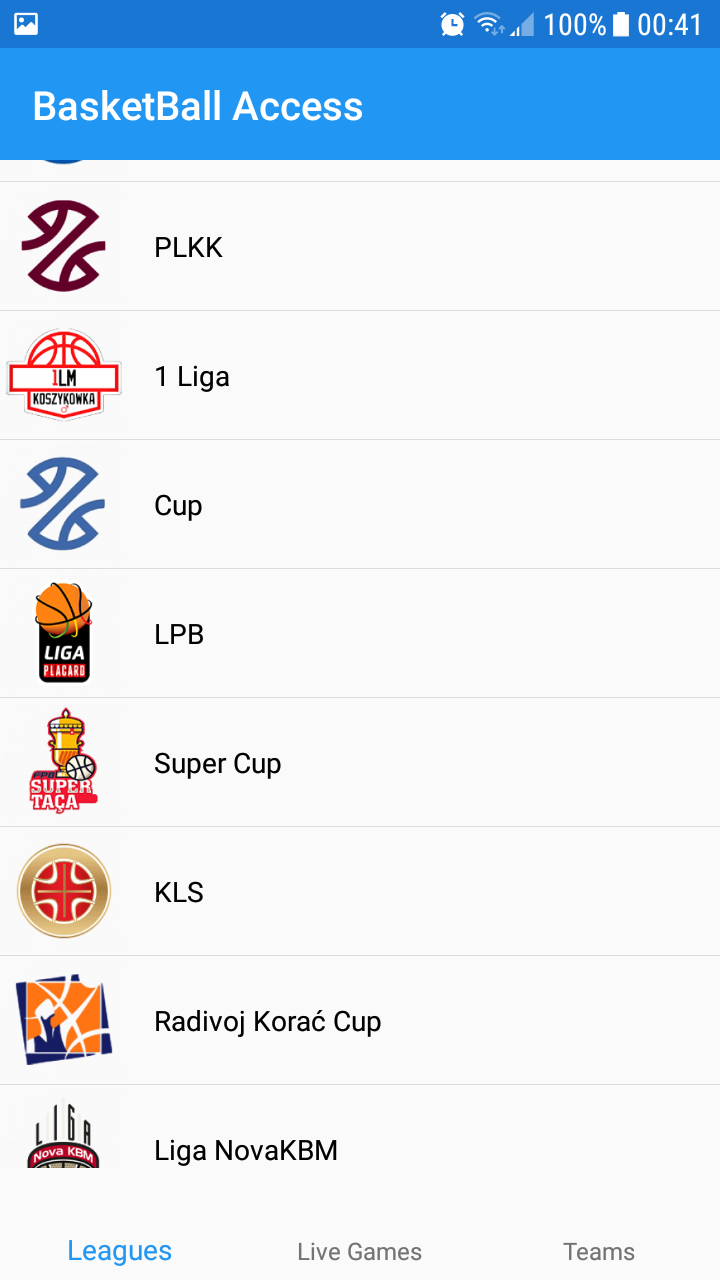 100% 00:41
BasketBall Access
PLKK
1LM
KOSZYKOWKA
1 Liga
Cup
LIGA
PLACARD
LPB
FPB
SUPER
TAÇA
Super Cup
KLS
Radivoj Korać Cup
LIGA
Nova KBM
Liga NovaKBM
Leagues Live Games Teams